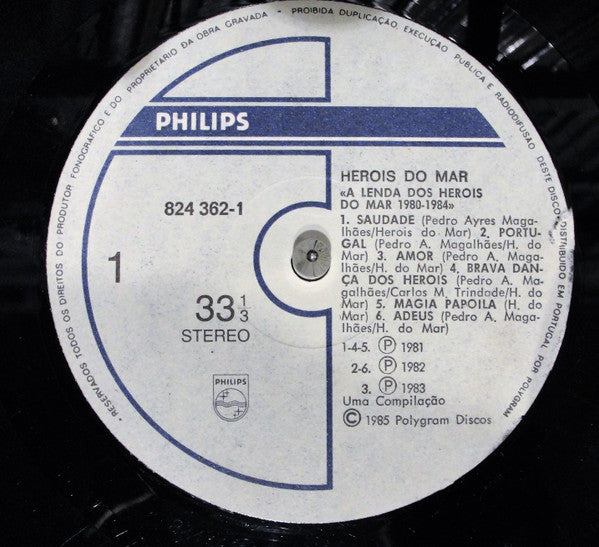 RESERVADOS TODOS OS DIREITOS DO PRODUTOR FONOGRÁFICO E DO PROPRIETÁRIO DA OBRA GRAVADA • PROIBIDA DUPLICAÇÃO, EXECUÇÃO PÚBLICA E RADIODIFUSÃO DESTE DISCO • DISTRIBUIDO EM PORTUGAL POR POLYGRAM •
PHILIPS
824 362-1
1
33 1/3
STEREO
PHILIPS
HEROIS DO MAR
«A LENDA DOS HEROIS
DO MAR 1980-1984»
1. SAUDADE (Pedro Ayres Maga-
lhães/Herois do Mar) 2. PORTU-
GAL (Pedro A. Magalhães/H. do
Mar) 3. AMOR (Pedro A. Maga-
lhães/H. do Mar) 4. BRAVA DAN-
ÇA DOS HEROIS (Pedro A. Ma-
galhães/Carlos M. Trindade/H. do
Mar) 5. MAGIA PAPOILA (H. do
Mar) 6. ADEUS (Pedro A. Maga-
lhães/H. do Mar)
1-4-5. Ⓟ 1981
2-6. Ⓟ 1982
3. Ⓟ 1983
Uma Compilação
© 1985 Polygram Discos